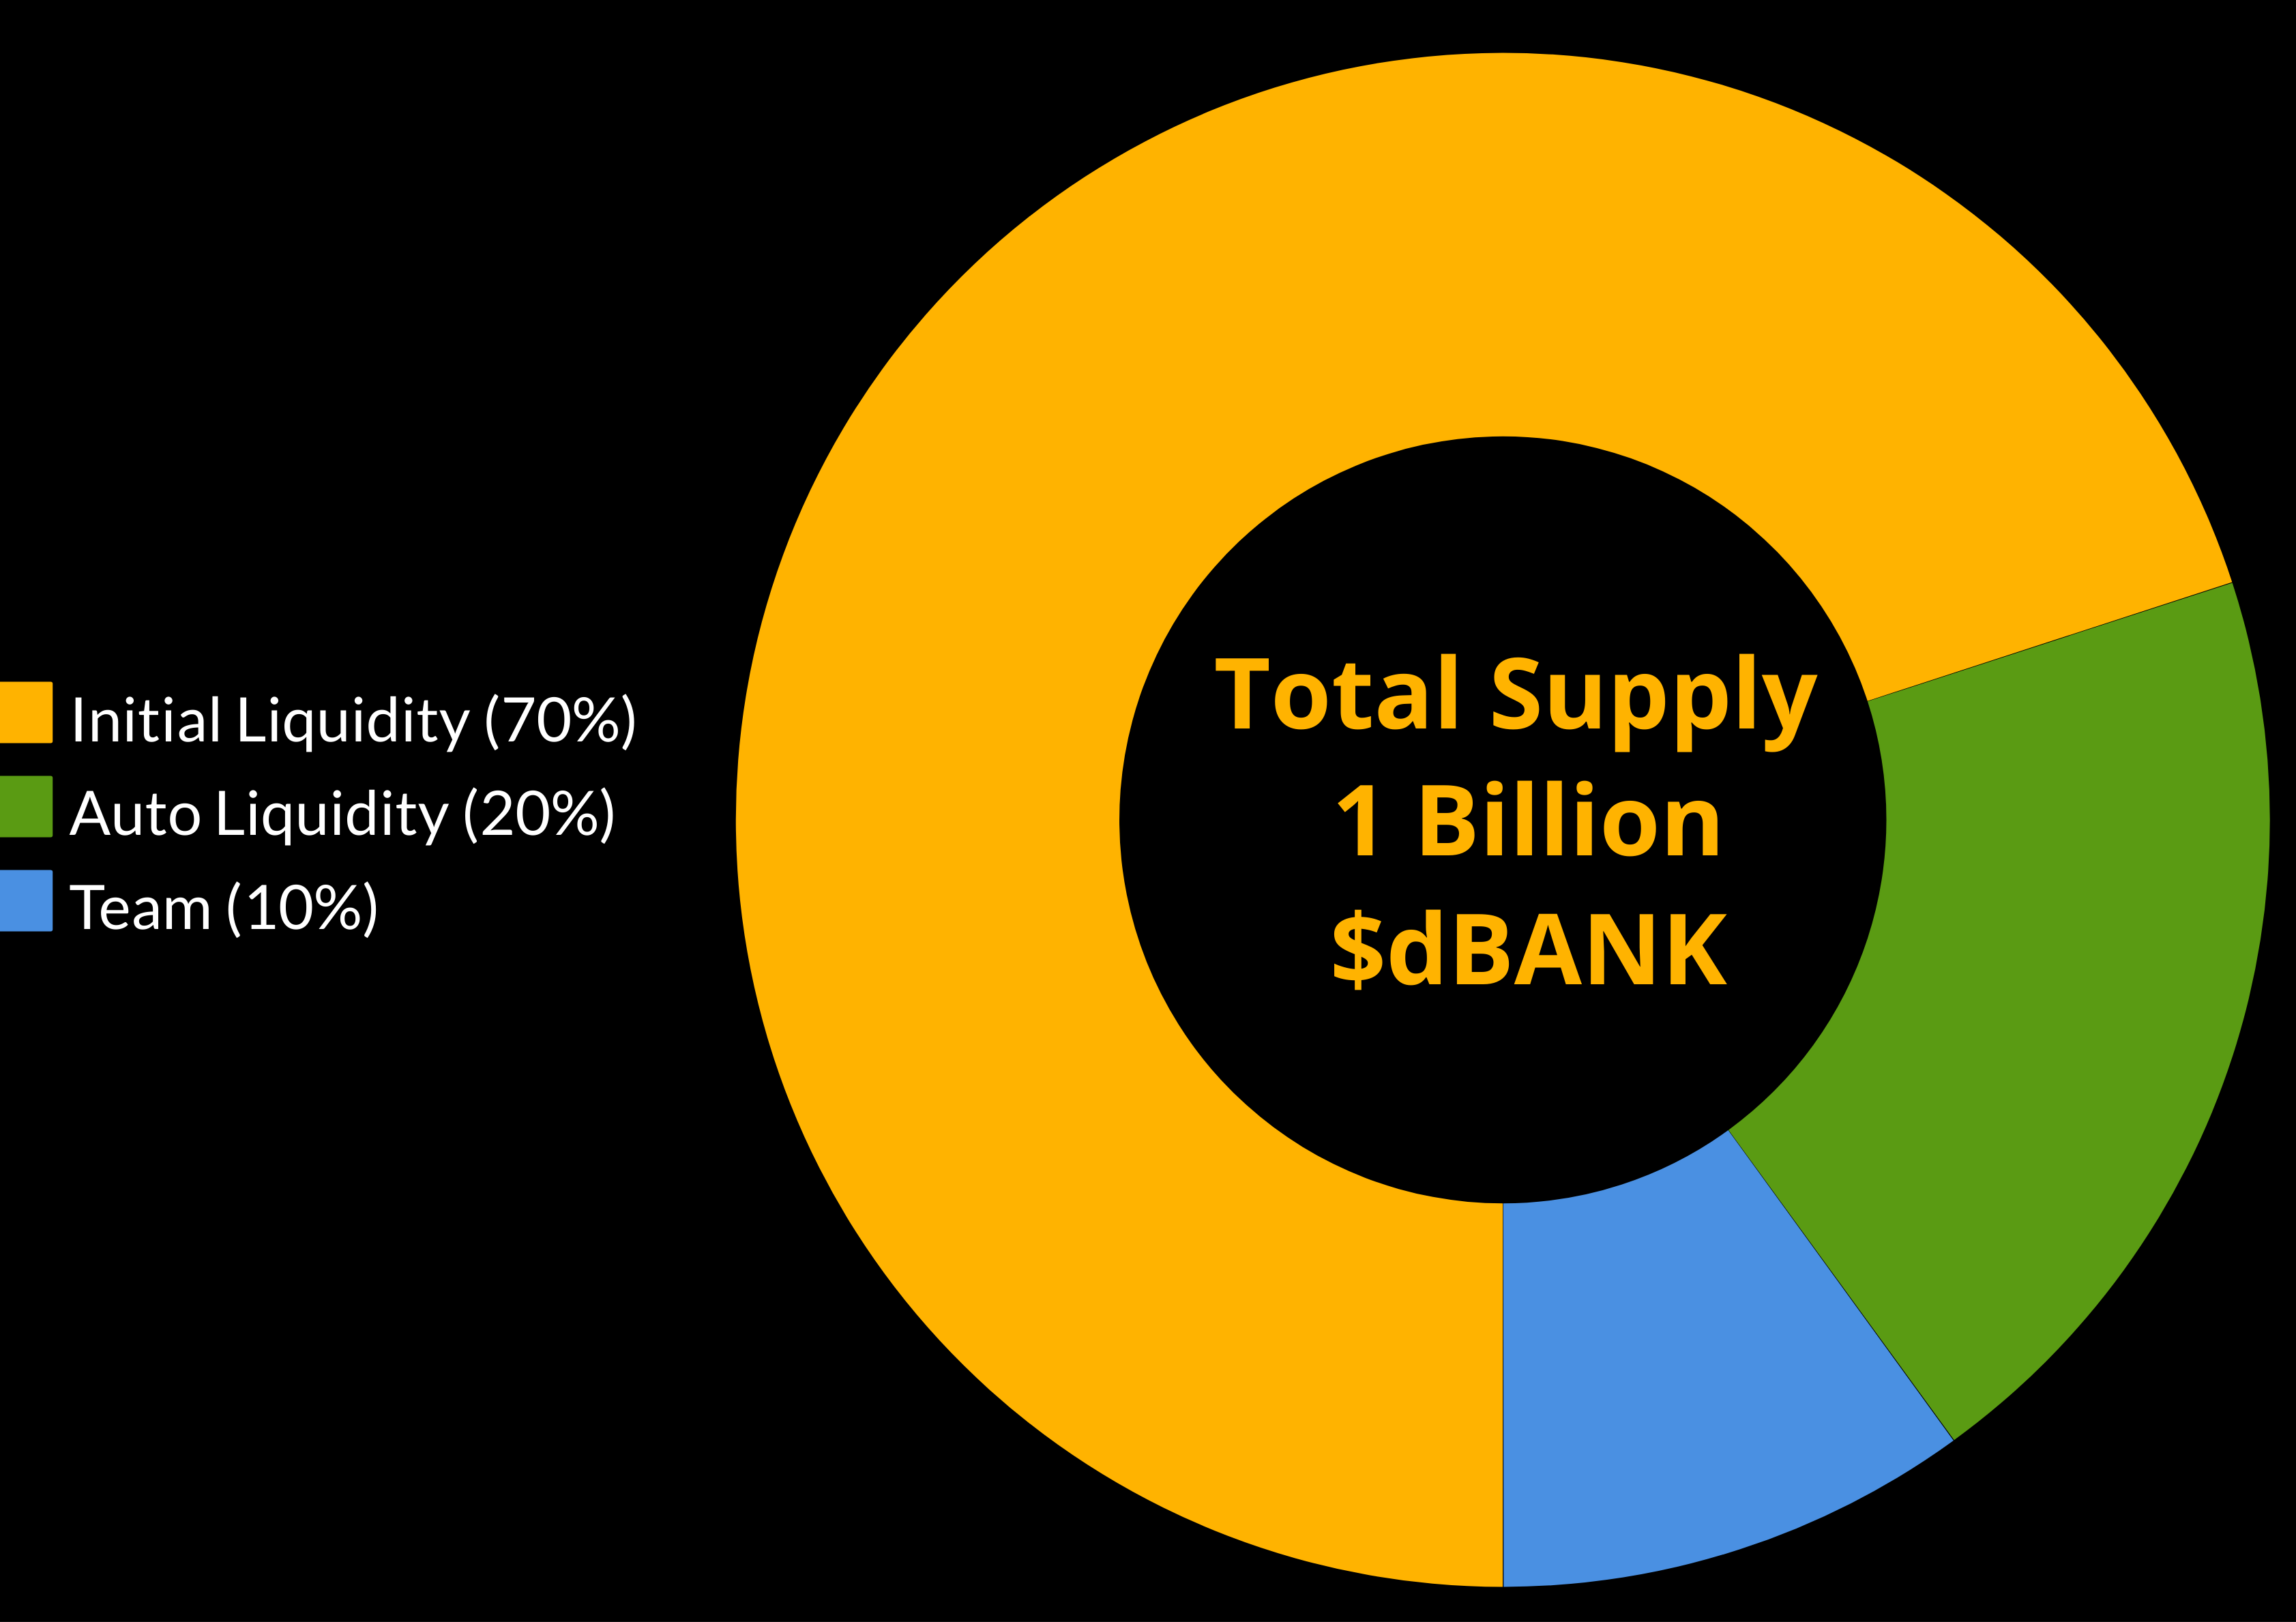 Initial Liquidity (70%)
Auto Liquidity (20%)
Team (10%)
Total Supply
1 Billion
$dBANK